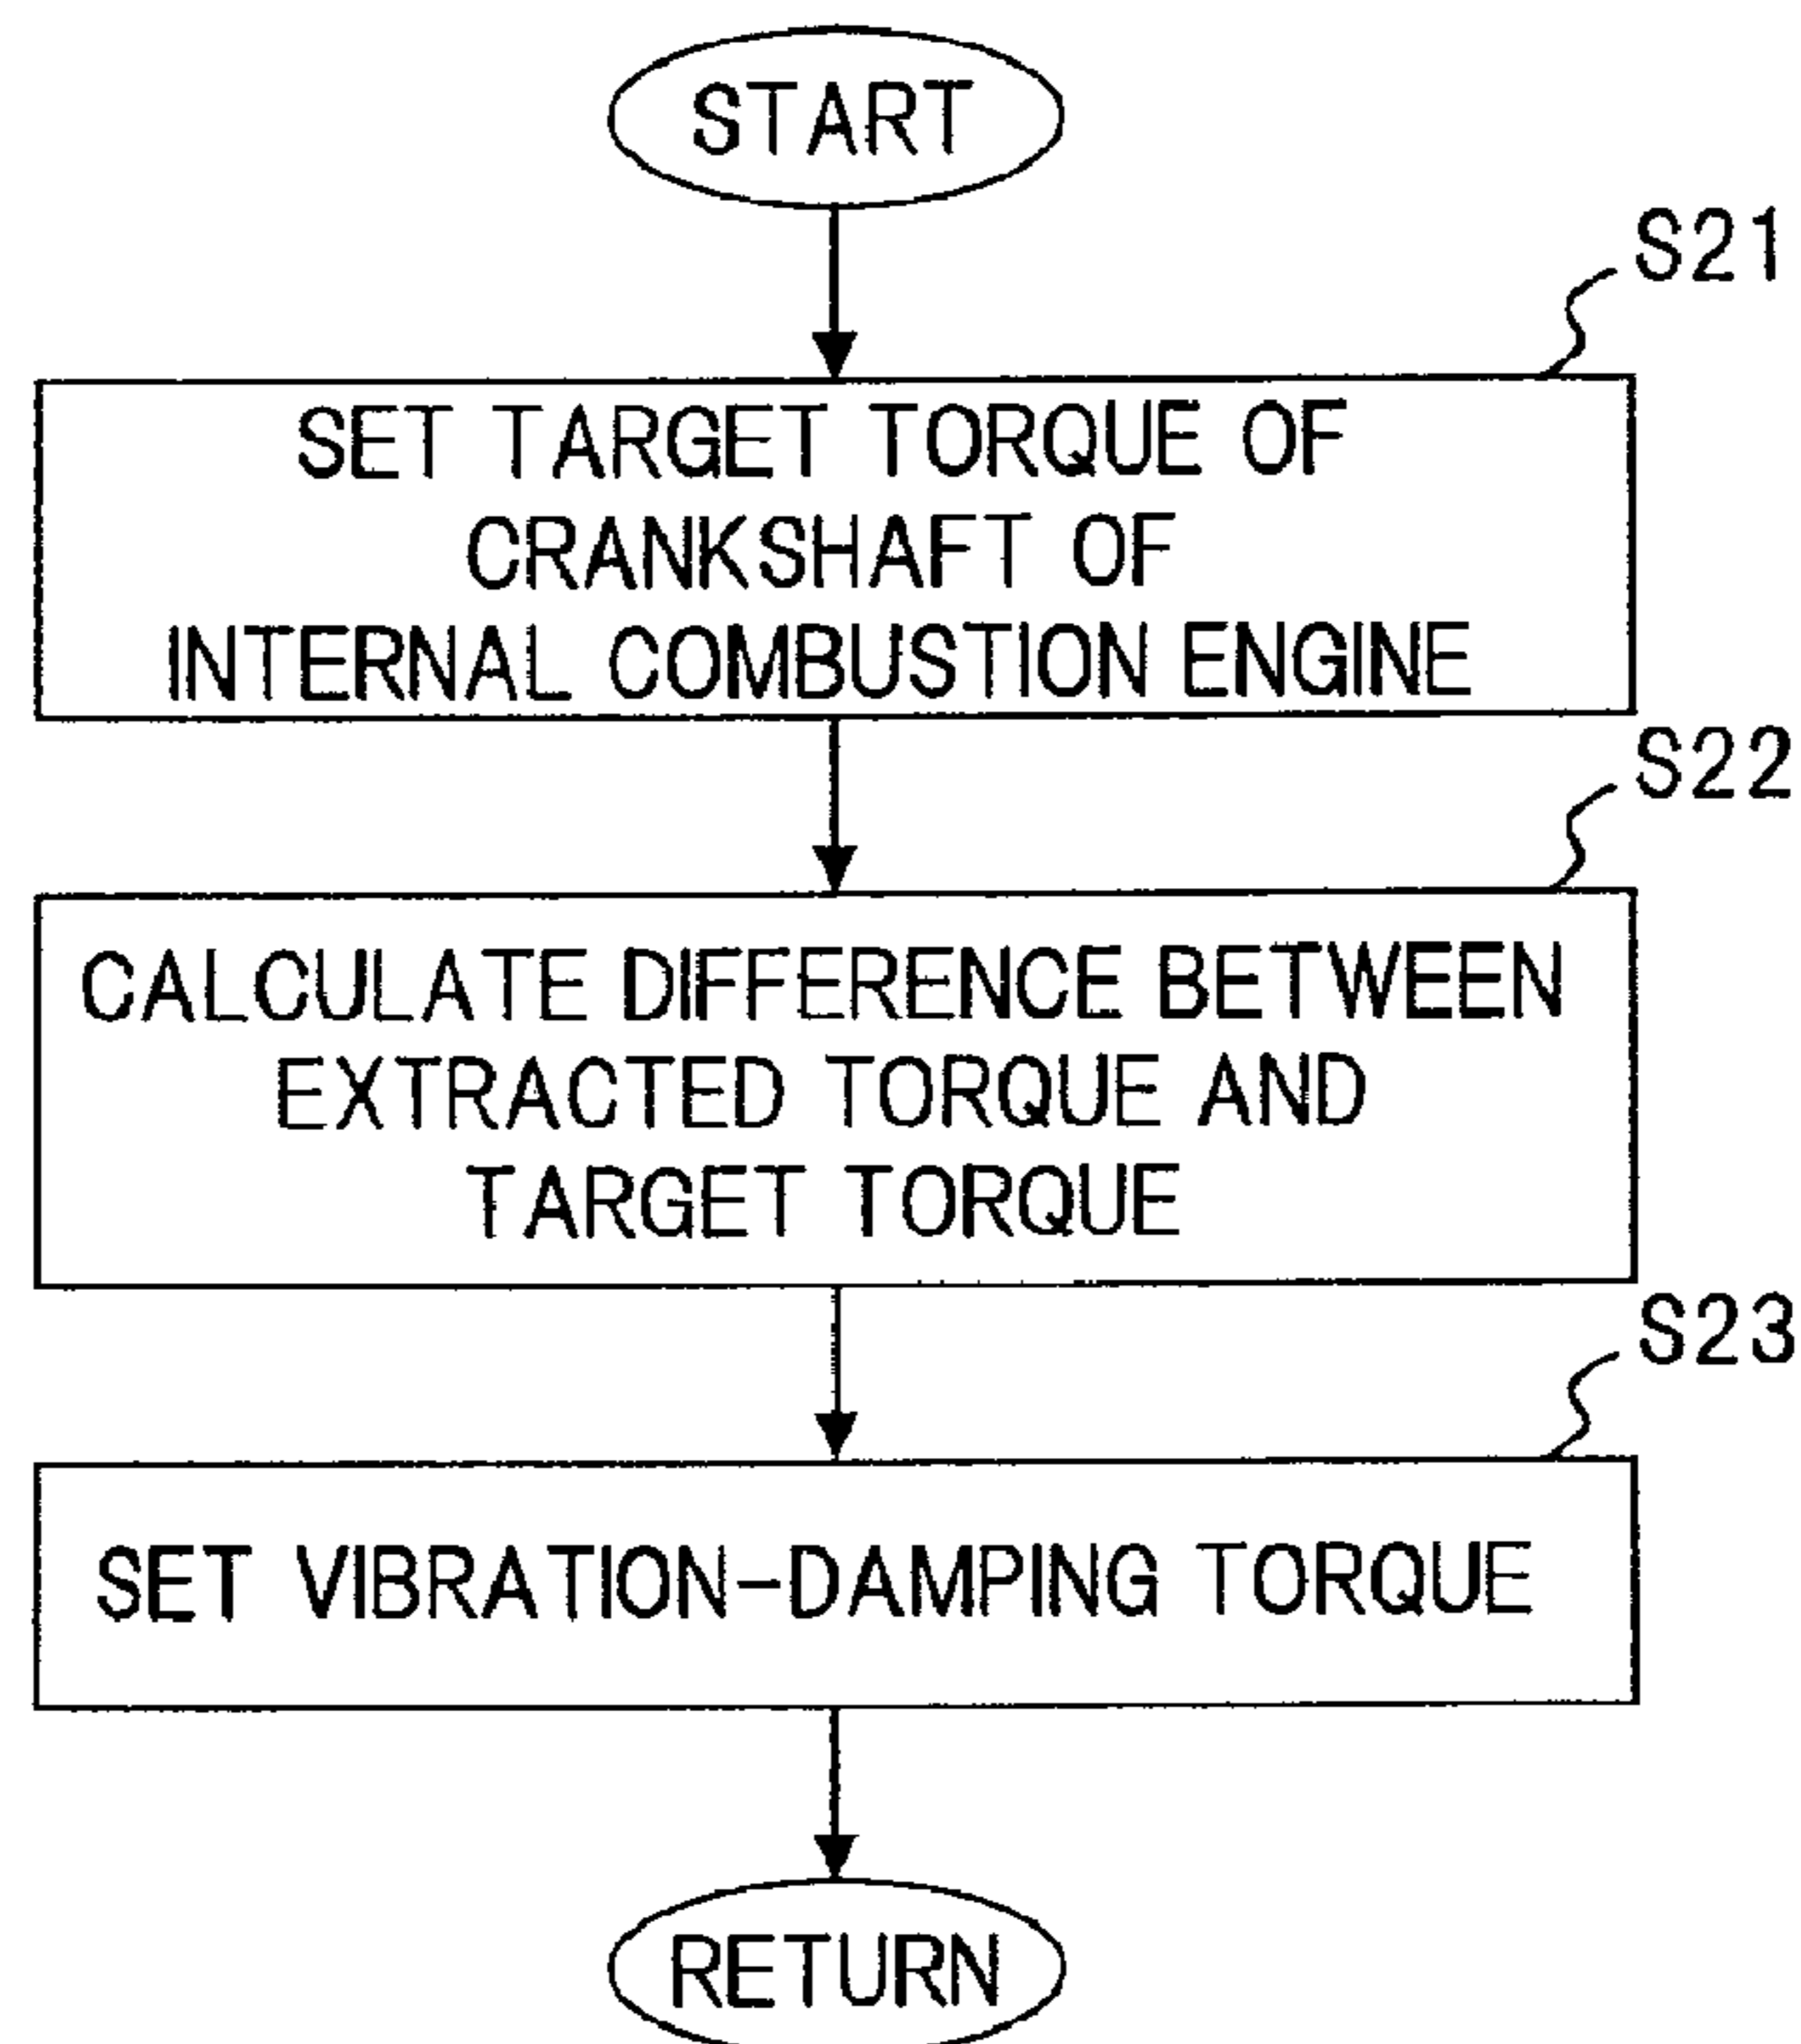 START
S21
SET TARGET TORQUE OF
CRANKSHAFT OF
INTERNAL COMBUSTION ENGINE
S22
CALCULATE DIFFERENCE BETWEEN
EXTRACTED TORQUE AND
TARGET TORQUE
S23
SET VIBRATION-DAMPING TORQUE
RETURN